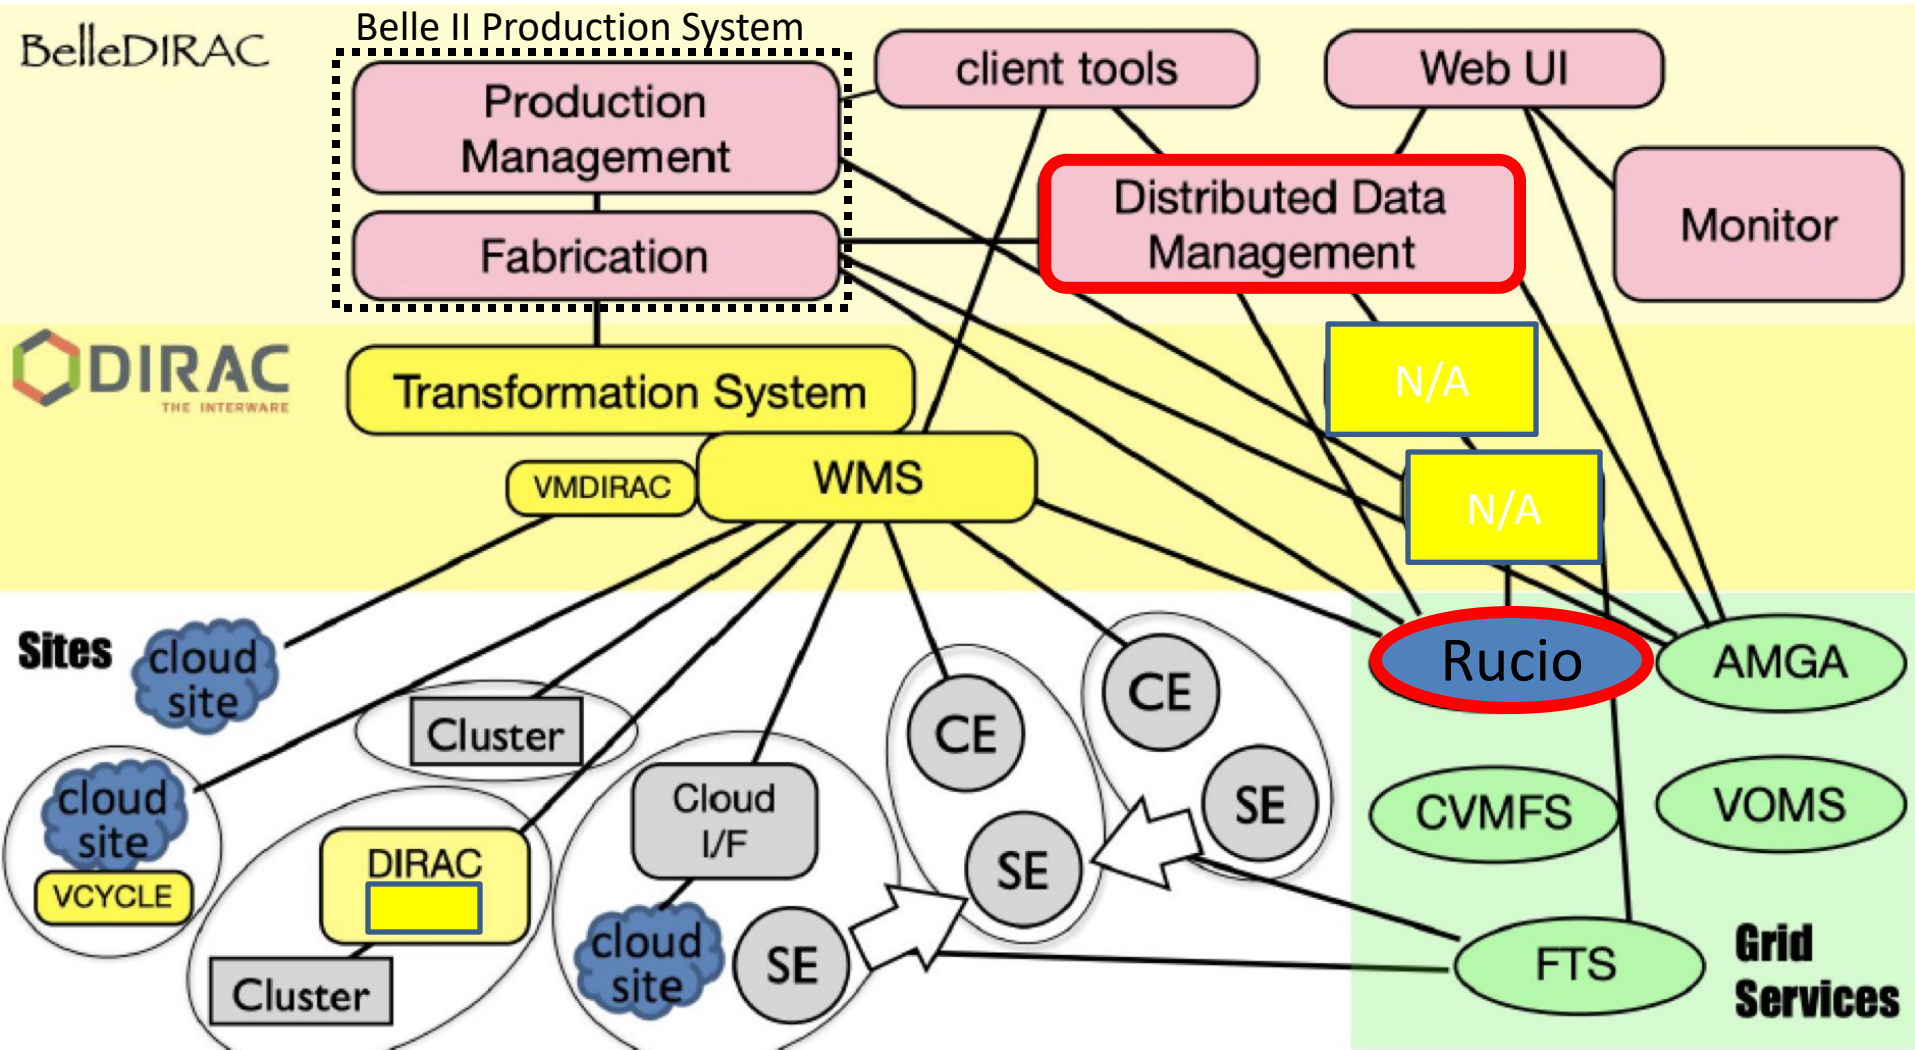 Belle II Production System
BelleDIRAC
client tools
Web UI
Production
Management
Distributed Data
Management
Monitor
Fabrication
DIRAC
THE INTERWARE
Transformation System
N/A
VMDIRAC
WMS
N/A
Sites
cloud
site
Rucio
AMGA
CE
CE
Cluster
cloud
site
Cloud
I/F
SE
CVMFS
VOMS
DIRAC
SE
VCYCLE
cloud
site
SE
FTS
Grid
Services
Cluster